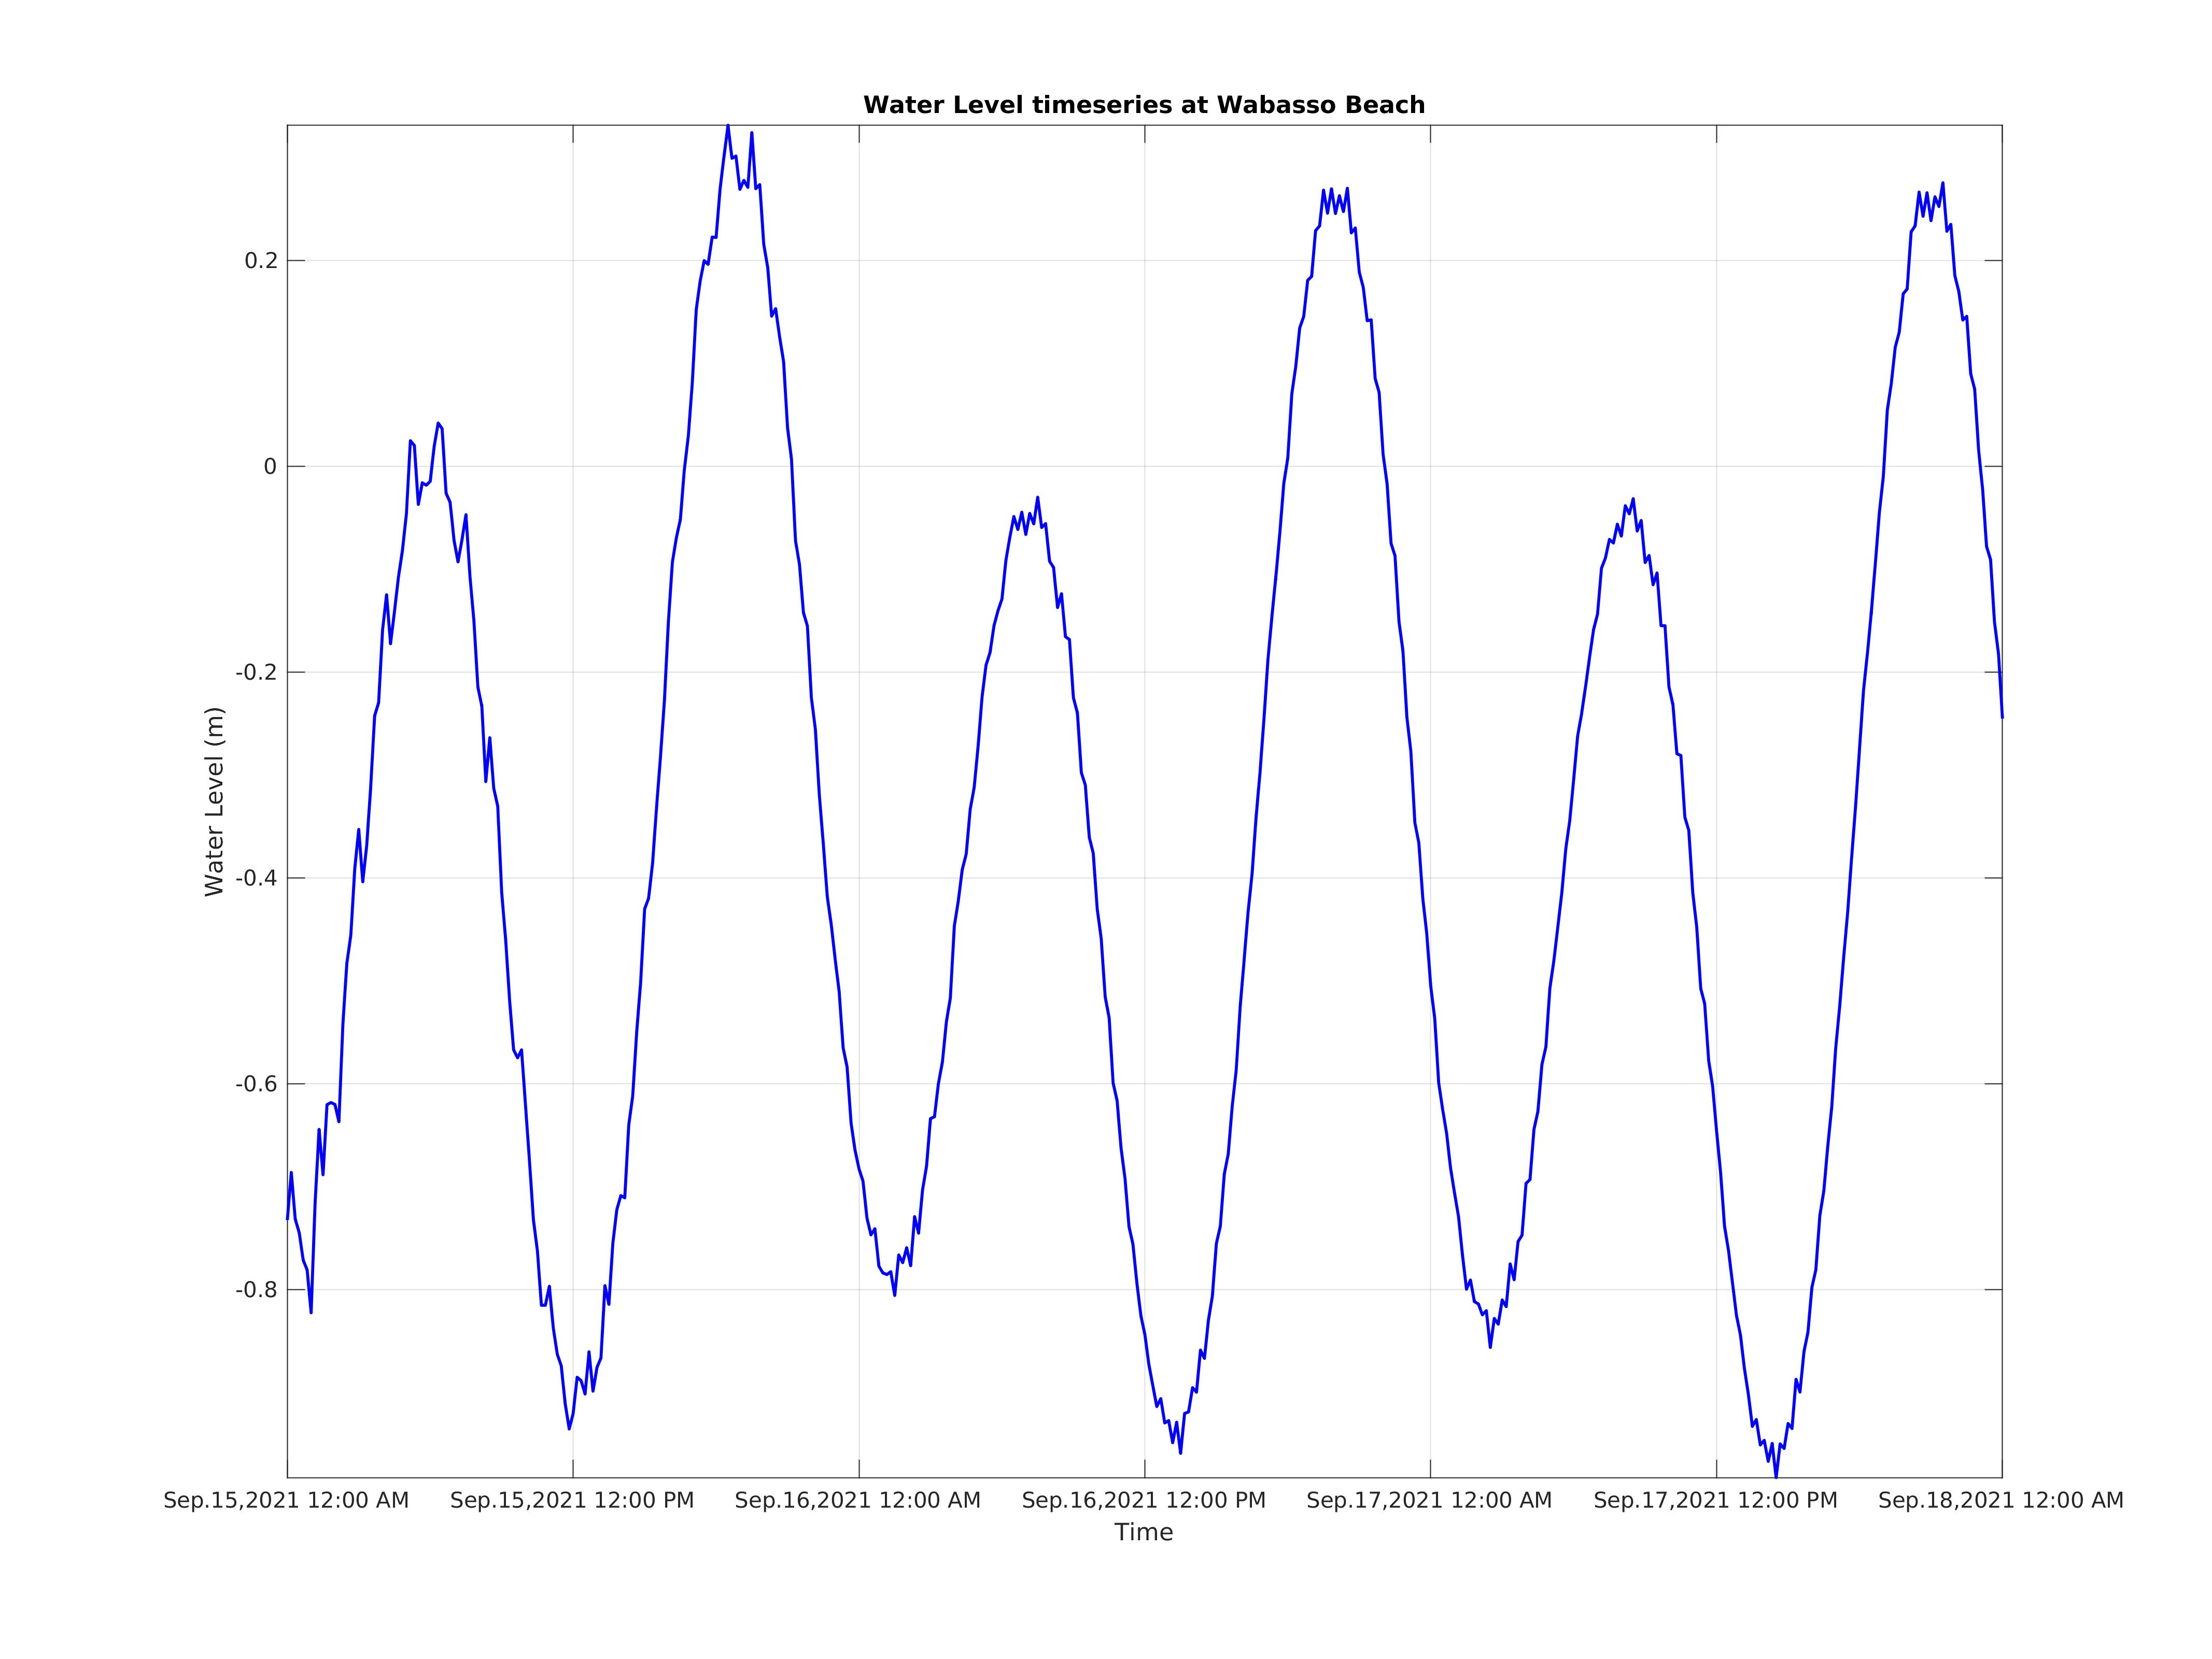 Water Level timeseries at Wabasso Beach
0.2
0
-0.2
-0.4
-0.6
-0.8
Water Level (m)
Sep.15,2021 12:00 AM
Sep.15,2021 12:00 PM
Sep.16,2021 12:00 AM
Sep.16,2021 12:00 PM
Sep.17,2021 12:00 AM
Sep.17,2021 12:00 PM
Sep.18,2021 12:00 AM
Time